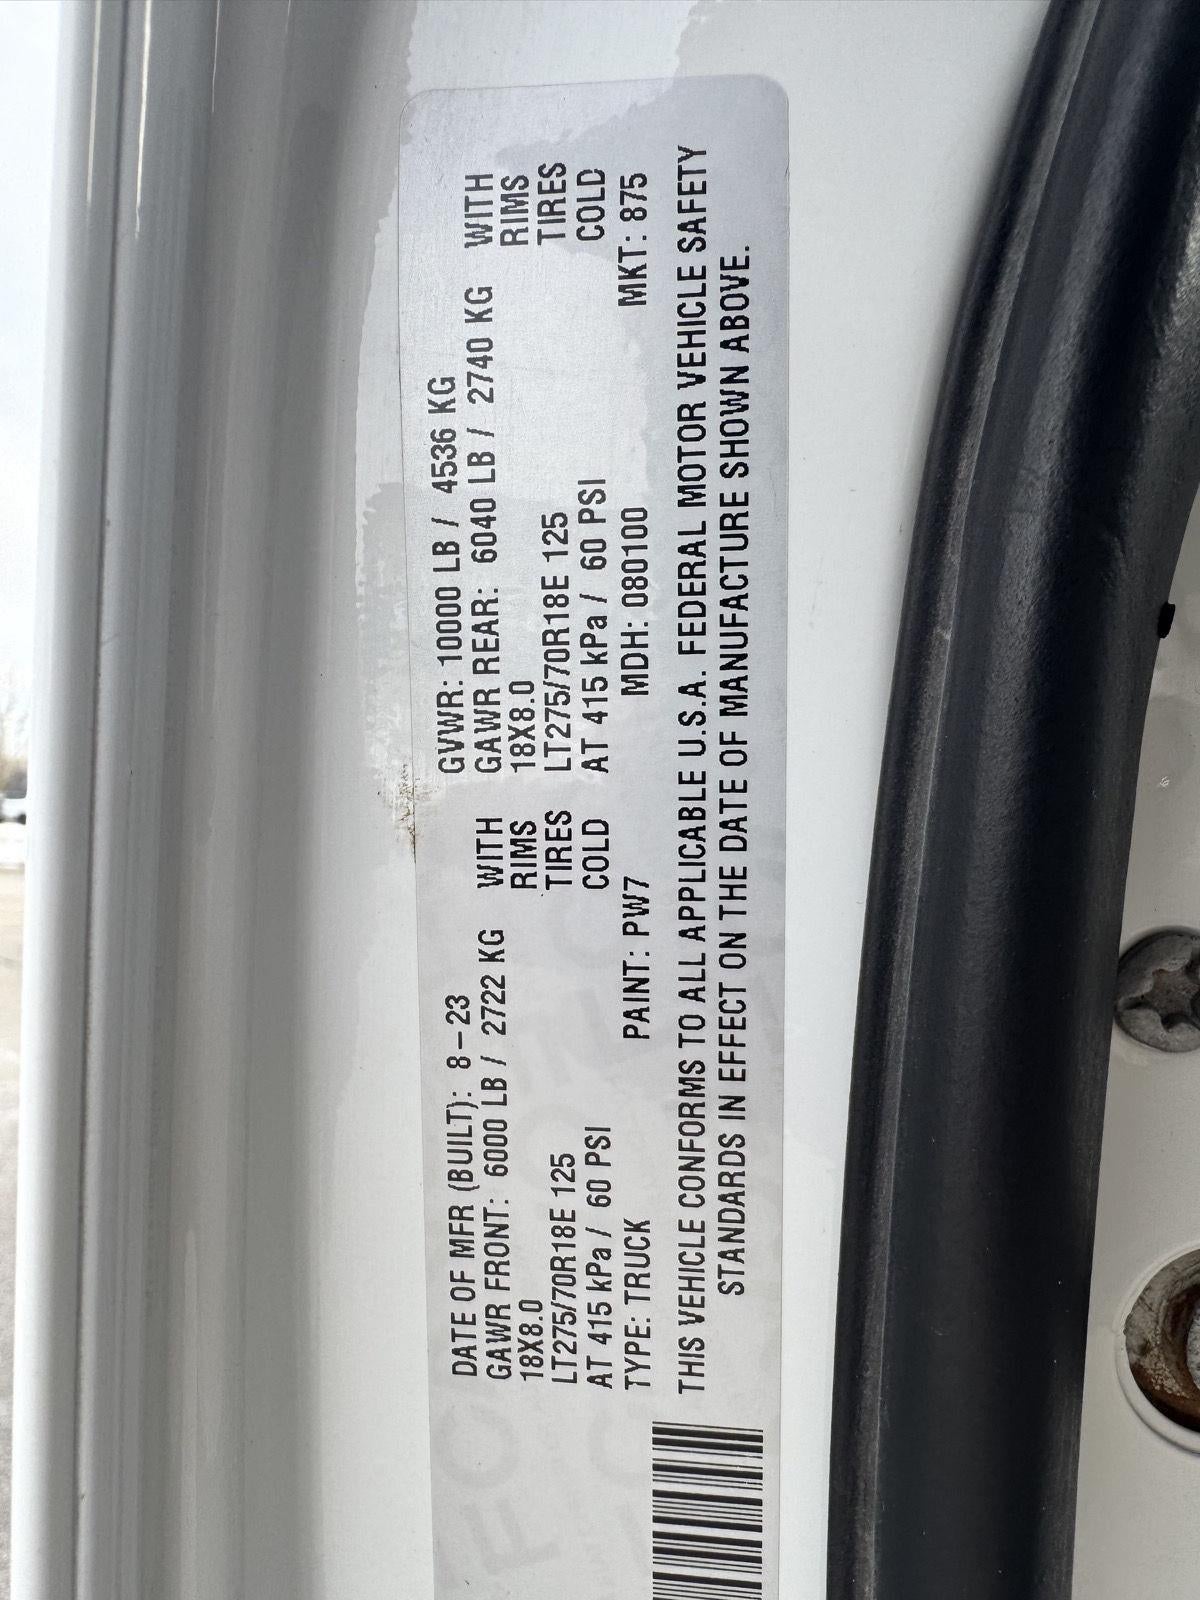 DATE OF MFR (BUILT): 8-23 GVWR: 10000 LB / 4536 KG
GAWR FRONT: 6000 LB / 2722 KG WITH GAWR REAR: 6040 LB / 2740 KG WITH
18X8.0 RIMS 18X8.0 RIMS
LT275/70R18E 125 TIRES LT275/70R18E 125 TIRES
AT 415 kPa / 60 PSI COLD AT 415 kPa / 60 PSI COLD
TYPE: TRUCK PAINT: PW7 MDH: 080100 MKT: 875
THIS VEHICLE CONFORMS TO ALL APPLICABLE U.S.A. FEDERAL MOTOR VEHICLE SAFETY
STANDARDS IN EFFECT ON THE DATE OF MANUFACTURE SHOWN ABOVE.